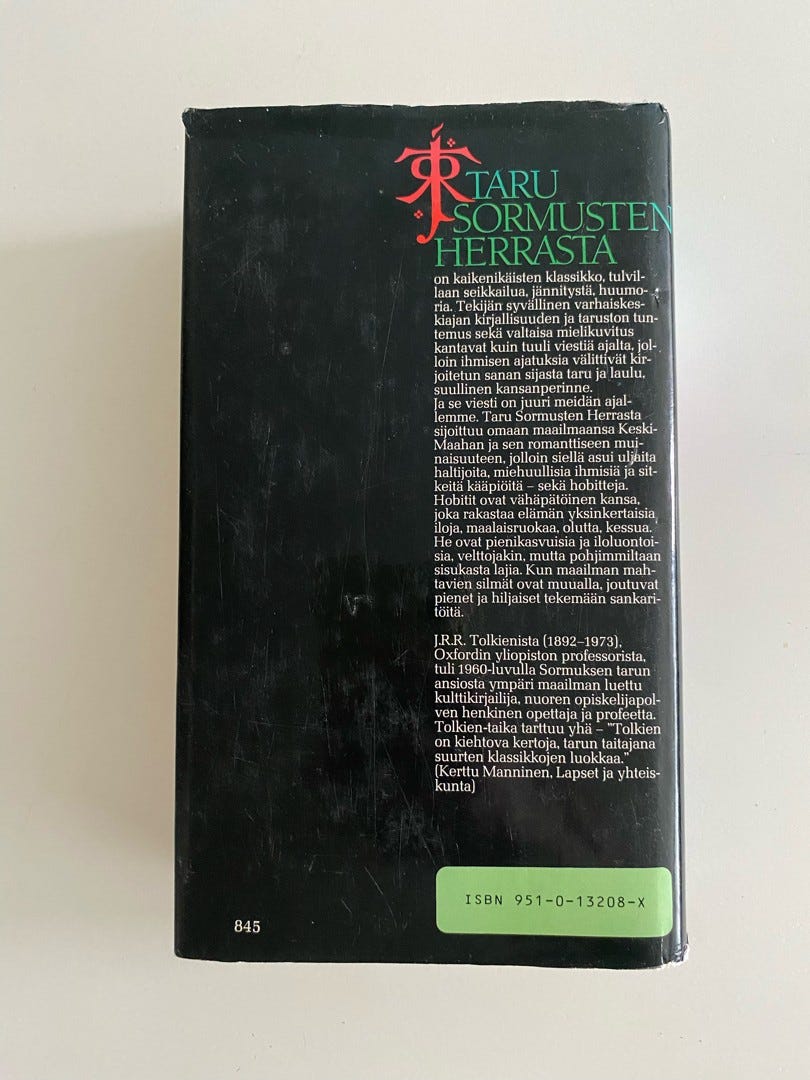 TARU
SORMUSTEN
HERRASTA
on kaikenikäisten klassikko, tulvil-
laan seikkailua, jännitystä, huumo-
ria. Tekijän syvällinen varhaiskes-
kiajan kirjallisuuden ja taruston tun-
temus sekä valtaisa mielikuvitus
kantavat kuin tuuli viestiä ajalta, jol-
loin ihmisen ajatuksia välittivät kir-
joitetun sanan sijasta taru ja laulu,
suullinen kansanperinne.
Ja se viesti on juuri meidän ajal-
lemme. Taru Sormusten Herrasta
sijoittuu omaan maailmaansa Keski-
Maahan ja sen romanttiseen mui-
naisuuteen, jolloin siellä asui uljaita
haltijoita, miehuullisia ihmisiä ja sit-
keitä kääpiöitä – sekä hobitteja.
Hobitit ovat vähäpätöinen kansa,
joka rakastaa elämän yksinkertaisia
iloja, maalaisruokaa, olutta, kessua.
He ovat pienikasvuisia ja iloluontoi-
sia, velttojakin, mutta pohjimmiltaan
sisukasta lajia. Kun maailman mah-
tavien silmät ovat muualla, joutuvat
pienet ja hiljaiset tekemään sankari-
töitä.
J.R.R. Tolkienista (1892–1973),
Oxfordin yliopiston professorista,
tuli 1960-luvulla Sormuksen tarun
ansiosta ympäri maailman luettu
kulttikirjailija, nuoren opiskelijapol-
ven henkinen opettaja ja profeetta.
Tolkien-taika tarttuu yhä – "Tolkien
on kiehtova kertoja, tarun taitajana
suurten klassikkojen luokkaa."
(Kerttu Manninen, Lapset ja yhteis-
kunta)
ISBN 951-0-13208-X
845